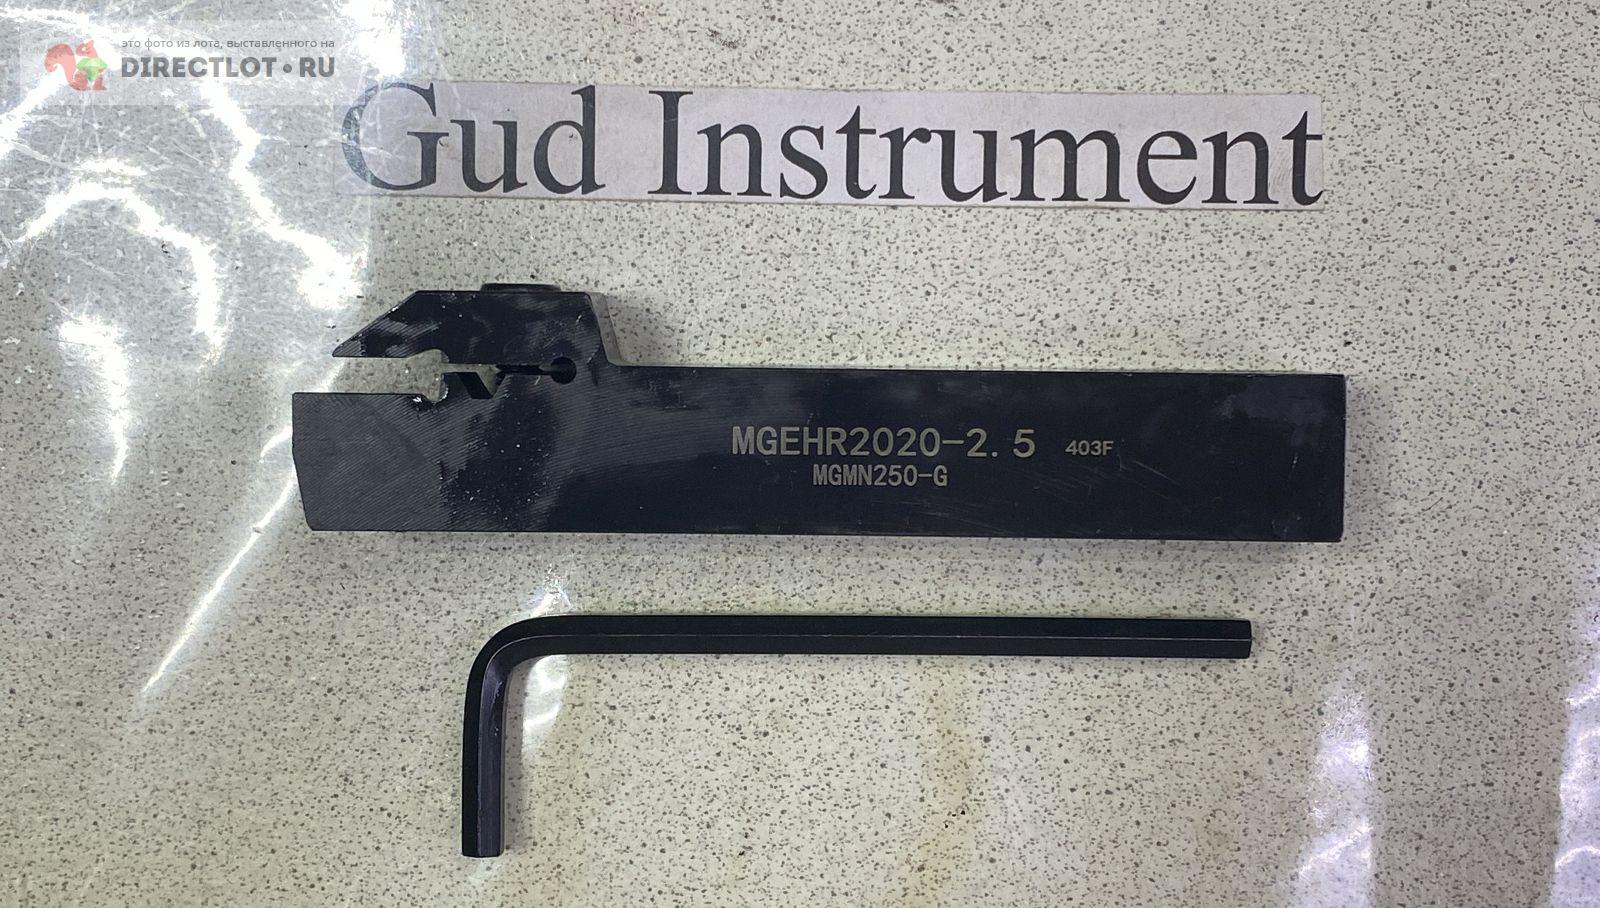 это фото из лота, выставленного на
DIRECTLOT•RU
Gud Instrument
MGEHR2020-2.5 403F
MGMN250-G